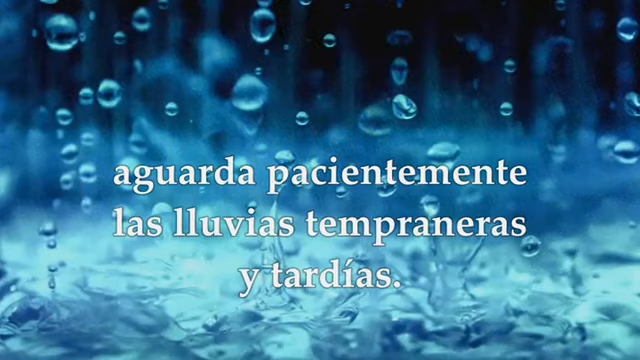 aguarda pacientemente
las lluvias tempraneras
y tardías.